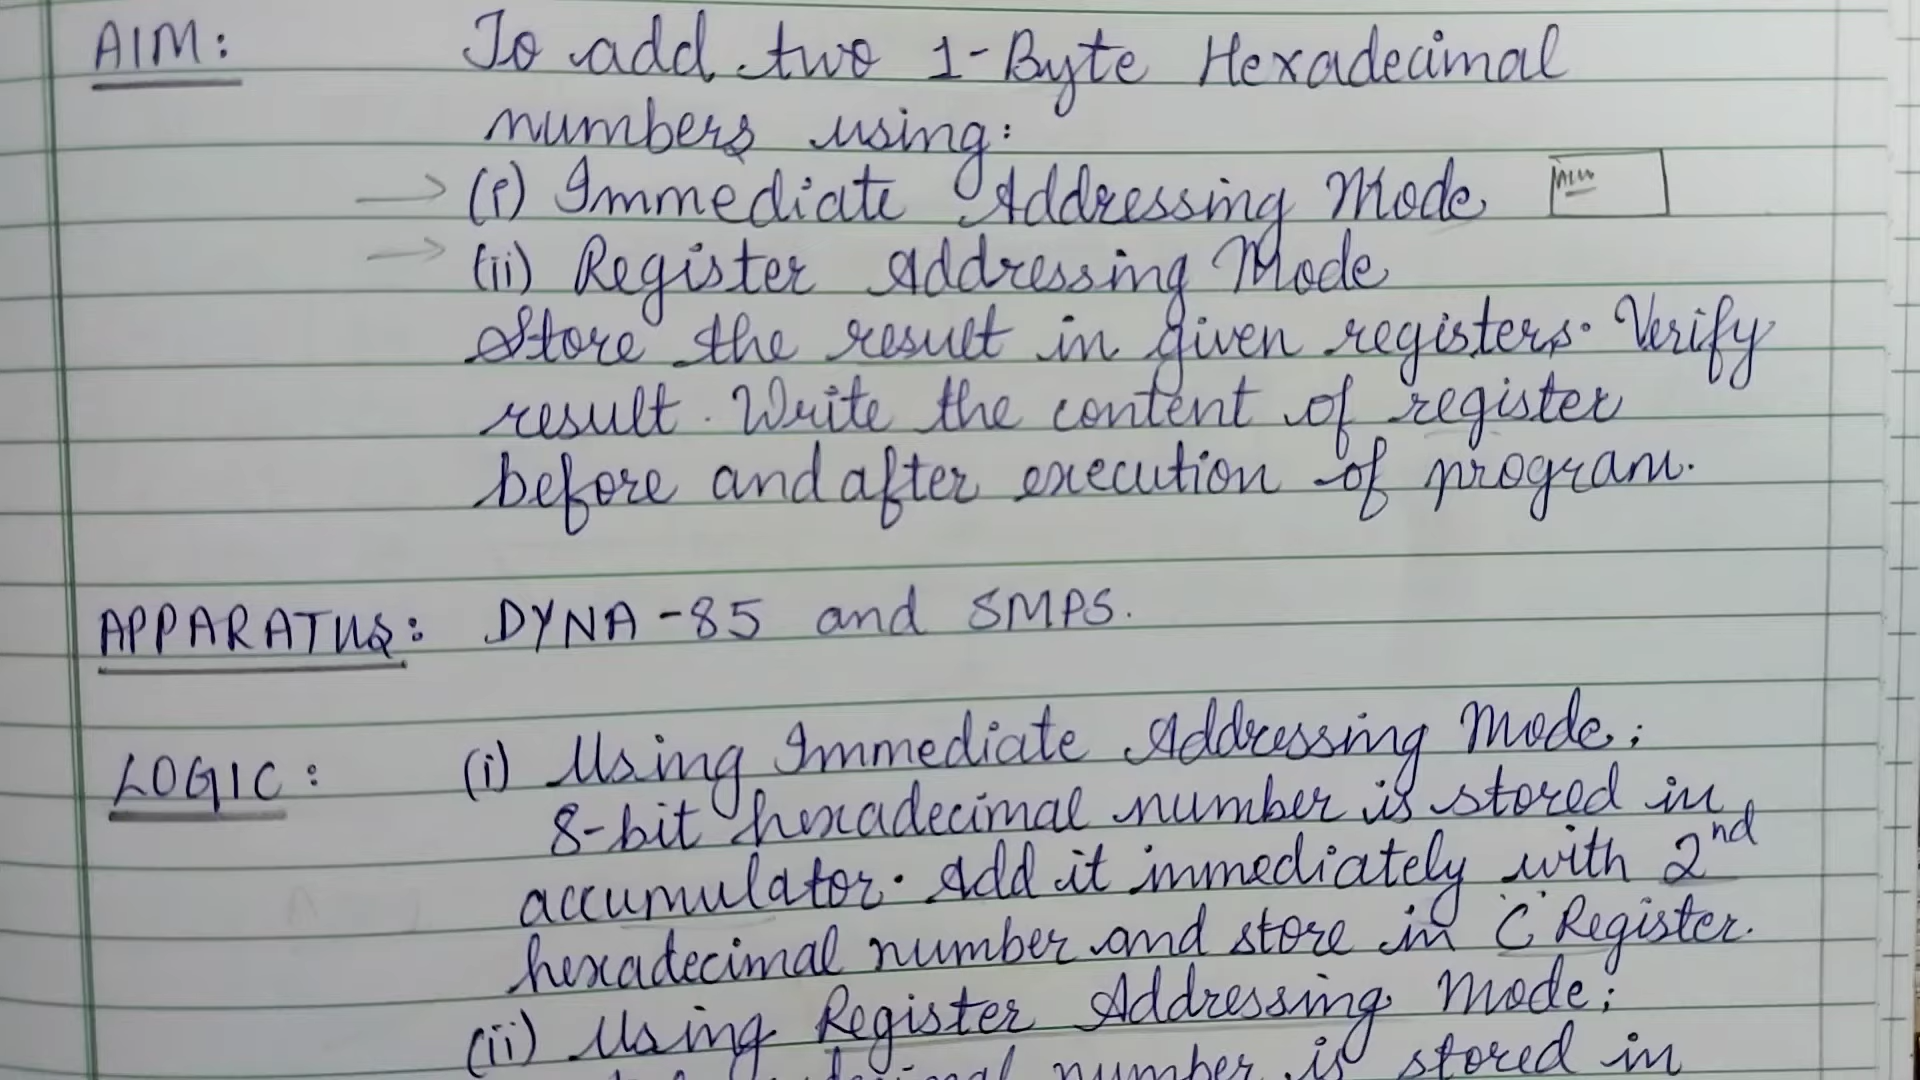 AIM: To add two 1-Byte Hexadecimal
numbers using:
→ (i) Immediate Addressing Mode
→ (ii) Register Addressing Mode
Store the result in given registers. Verify
result. Write the content of register
before and after execution of program.
APPARATUS: DYNA-85 and SMPS.
LOGIC: (i) Using Immediate Addressing Mode:
8-bit hexadecimal number is stored in
accumulator. Add it immediately with 2nd
hexadecimal number and store in 'C' Register.
(ii) Using Register Addressing Mode:
number is stored in